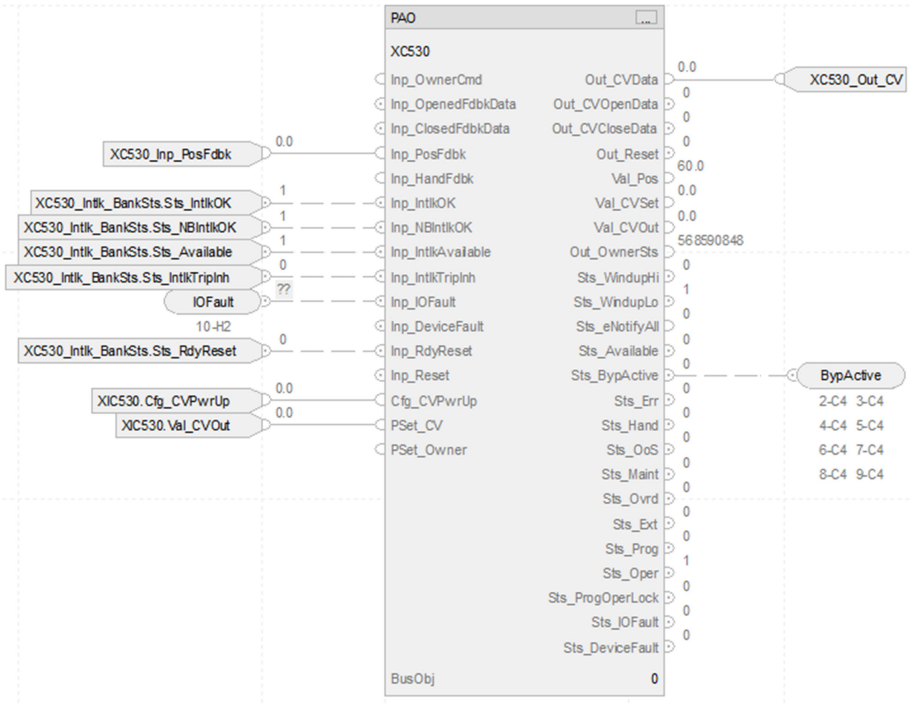 PAO ...
XC530
Inp_OwnerCmd Out_CVData 0.0 XC530_Out_CV
Inp_OpenedFdbkData Out_CVOpenData 0
Inp_ClosedFdbkData Out_CVCloseData 0
XC530_Inp_PosFdbk 0.0 Inp_PosFdbk Out_Reset 0
Inp_HandFdbk Val_Pos 60.0
XC530_Intlk_BankSts.Sts_IntlkOK 1 Inp_IntlkOK Val_CVSet 0.0
XC530_Intlk_BankSts.Sts_NBIntlkOK 1 Inp_NBIntlkOK Val_CVOut 0.0
XC530_Intlk_BankSts.Sts_Available 1 Inp_IntlkAvailable Out_OwnerSts 568590848
XC530_Intlk_BankSts.Sts_IntlkTripInh 0 Inp_IntlkTripInh Sts_WindupHi 0
IOFault ?? Inp_IOFault Sts_WindupLo 1
10-H2 Inp_DeviceFault Sts_eNotifyAll 0
XC530_Intlk_BankSts.Sts_RdyReset 0 Inp_RdyReset Sts_Available 0
Inp_Reset Sts_BypActive 0 BypActive
XIC530.Cfg_CVPwrUp 0.0 Cfg_CVPwrUp Sts_Err 0 2-C4 3-C4
XIC530.Val_CVOut 0.0 PSet_CV Sts_Hand 0 4-C4 5-C4
PSet_Owner Sts_OoS 0 6-C4 7-C4
Sts_Maint 0 8-C4 9-C4
Sts_Ovrd 0
Sts_Ext 0
Sts_Prog 0
Sts_Oper 1
Sts_ProgOperLock 0
Sts_IOFault 0
Sts_DeviceFault 0
BusObj 0